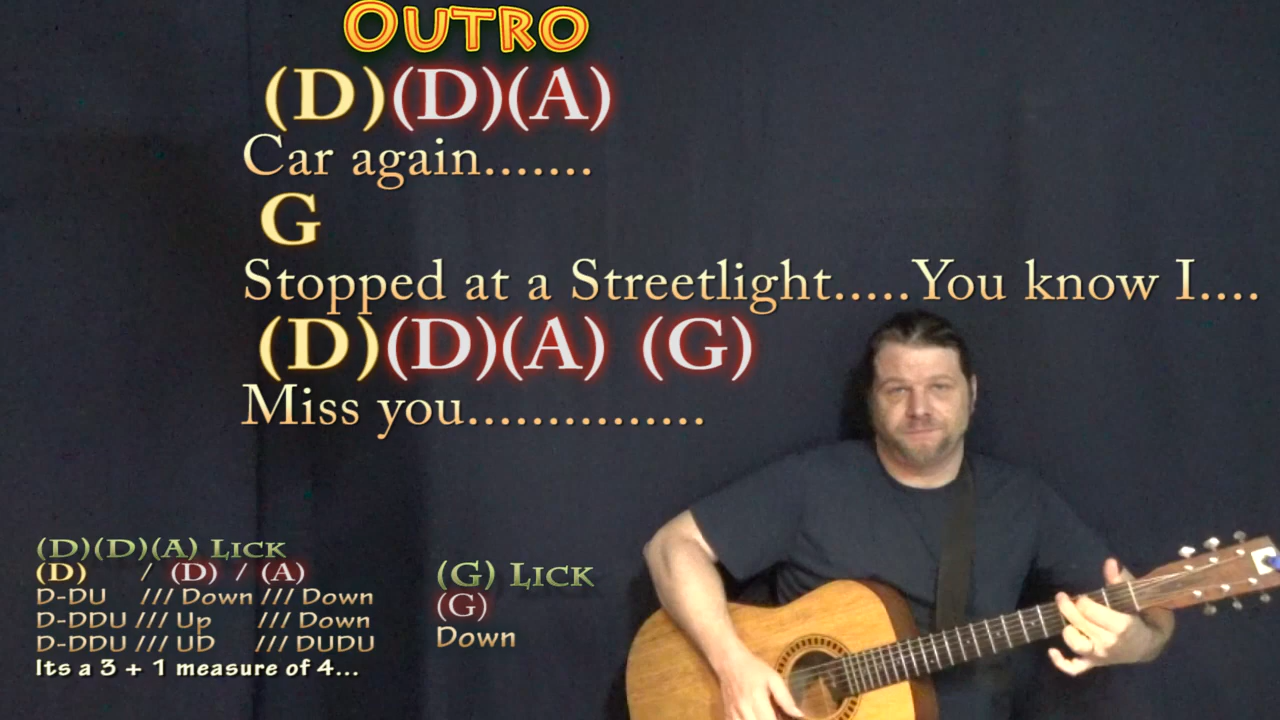 OUTRO
(D)(D)(A)
Car again.......
G
Stopped at a Streetlight.....You know I....
(D)(D)(A) (G)
Miss you...............
(D)(D)(A) LICK
(D) / (D) / (A)
D-DU /// Down /// Down
D-DDU /// Up /// Down
D-DDU /// UD /// DUDU
Its a 3 + 1 measure of 4...
(G) LICK
(G)
Down